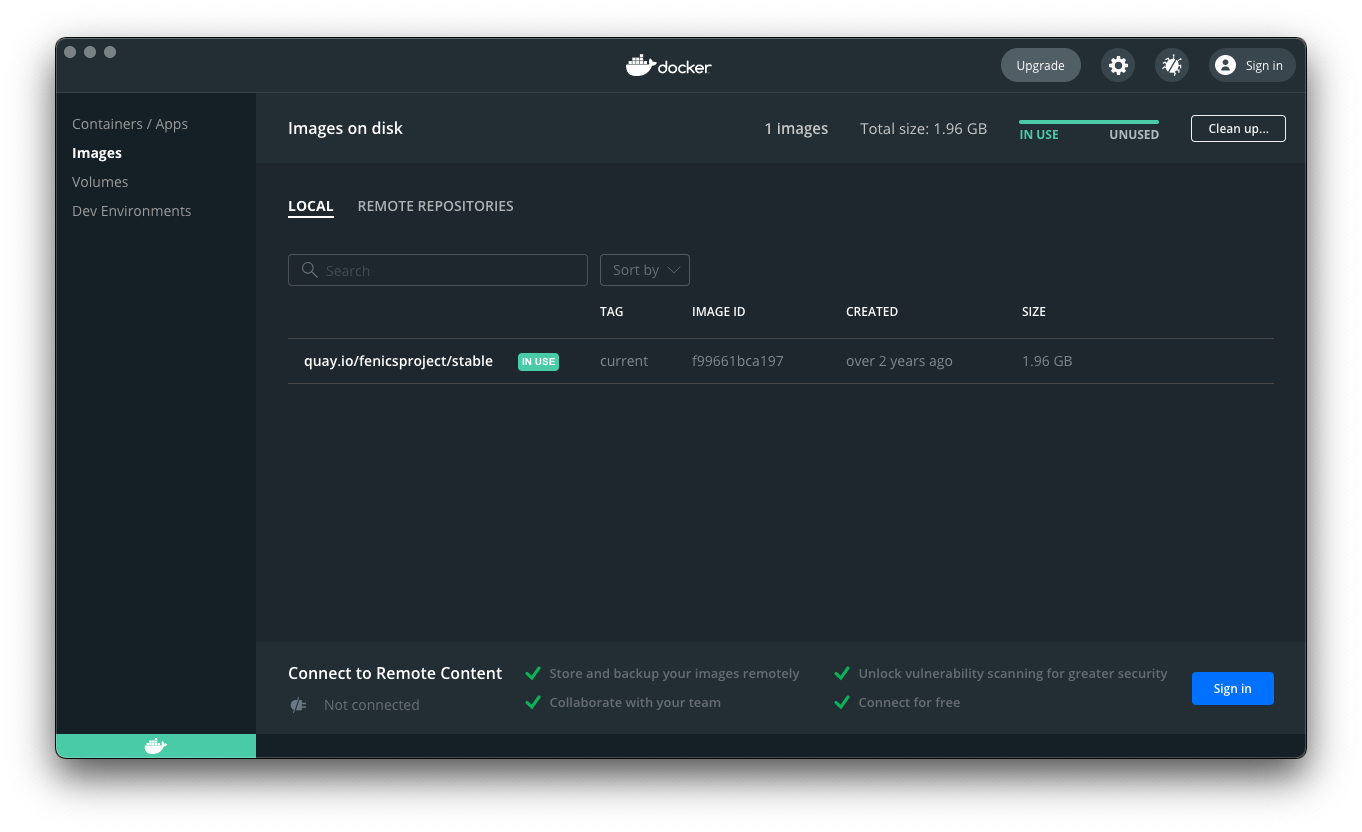 docker
Upgrade
Sign in
Containers / Apps
Images
Volumes
Dev Environments
Images on disk
1 images
Total size: 1.96 GB
IN USE
UNUSED
Clean up...
LOCAL
REMOTE REPOSITORIES
Search
Sort by
TAG
IMAGE ID
CREATED
SIZE
quay.io/fenicsproject/stable
IN USE
current
f99661bca197
over 2 years ago
1.96 GB
Connect to Remote Content
Not connected
Store and backup your images remotely
Collaborate with your team
Unlock vulnerability scanning for greater security
Connect for free
Sign in